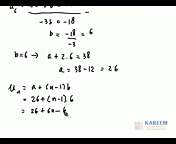 -3b = -18
b = -18/-3 = 6
b=6 → a + 2.6 = 38
a = 38-12 = 26
Uₙ = a + (n-1)b
= 26 + (n-1).6
= 26 + 6n - 6
KAREEM